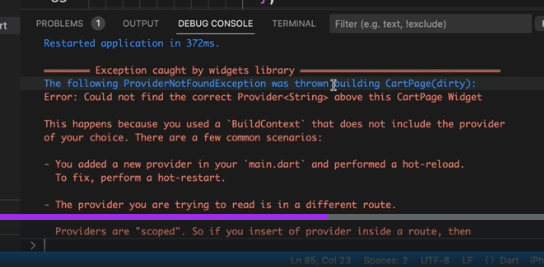 PROBLEMS 1 OUTPUT DEBUG CONSOLE TERMINAL Filter (e.g. text, !exclude)
Restarted application in 372ms.
Exception caught by widgets library
The following ProviderNotFoundException was thrown building CartPage(dirty):
Error: Could not find the correct Provider<String> above this CartPage Widget
This happens because you used a `BuildContext` that does not include the provider
of your choice. There are a few common scenarios:
- You added a new provider in your `main.dart` and performed a hot-reload.
To fix, perform a hot-restart.
- The provider you are trying to read is in a different route.
Providers are "scoped". So if you insert of provider inside a route, then
>
Ln 85, Col 23 Spaces: 2 UTF-8 LF {} Dart